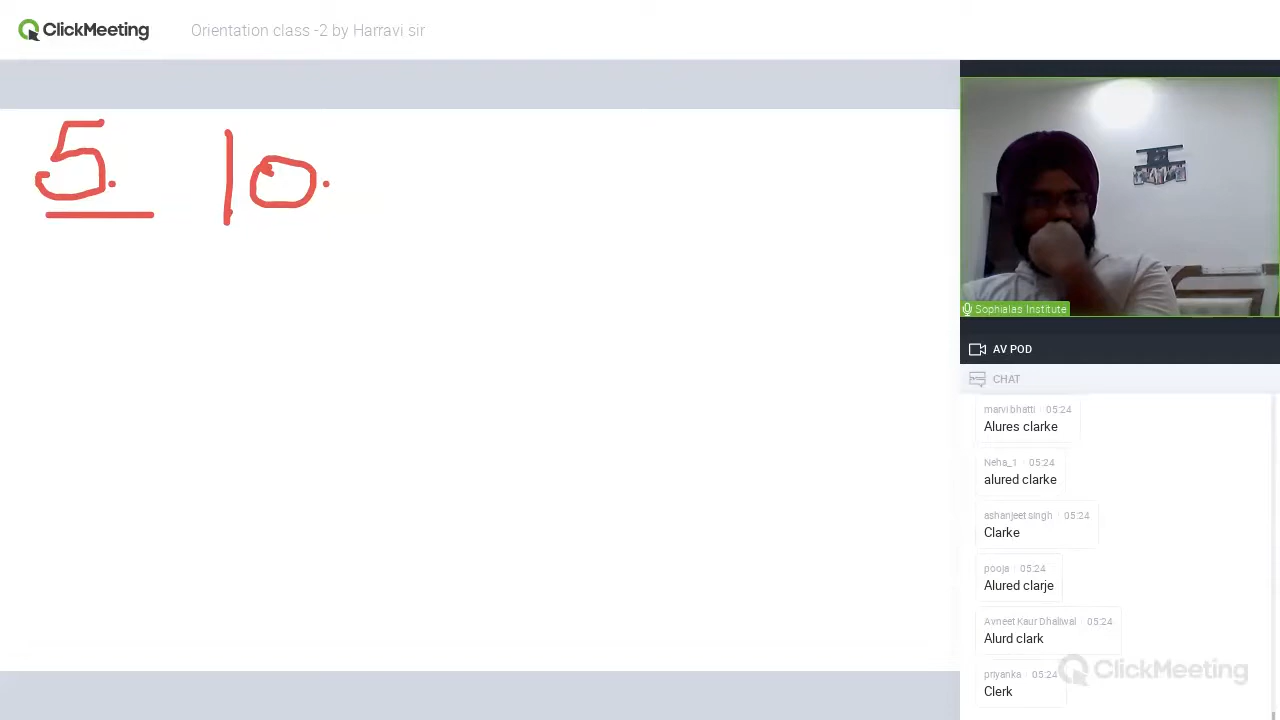 ClickMeeting
Orientation class -2 by Harravi sir
5. 10.
Sophialas Institute
AV POD
CHAT
marvi bhatti · 05:24
Alures clarke
Neha_1 · 05:24
alured clarke
ashanjeet singh · 05:24
Clarke
pooja · 05:24
Alured clarje
Avneet Kaur Dhaliwal · 05:24
Alurd clark
priyanka · 05:24
Clerk
ClickMeeting